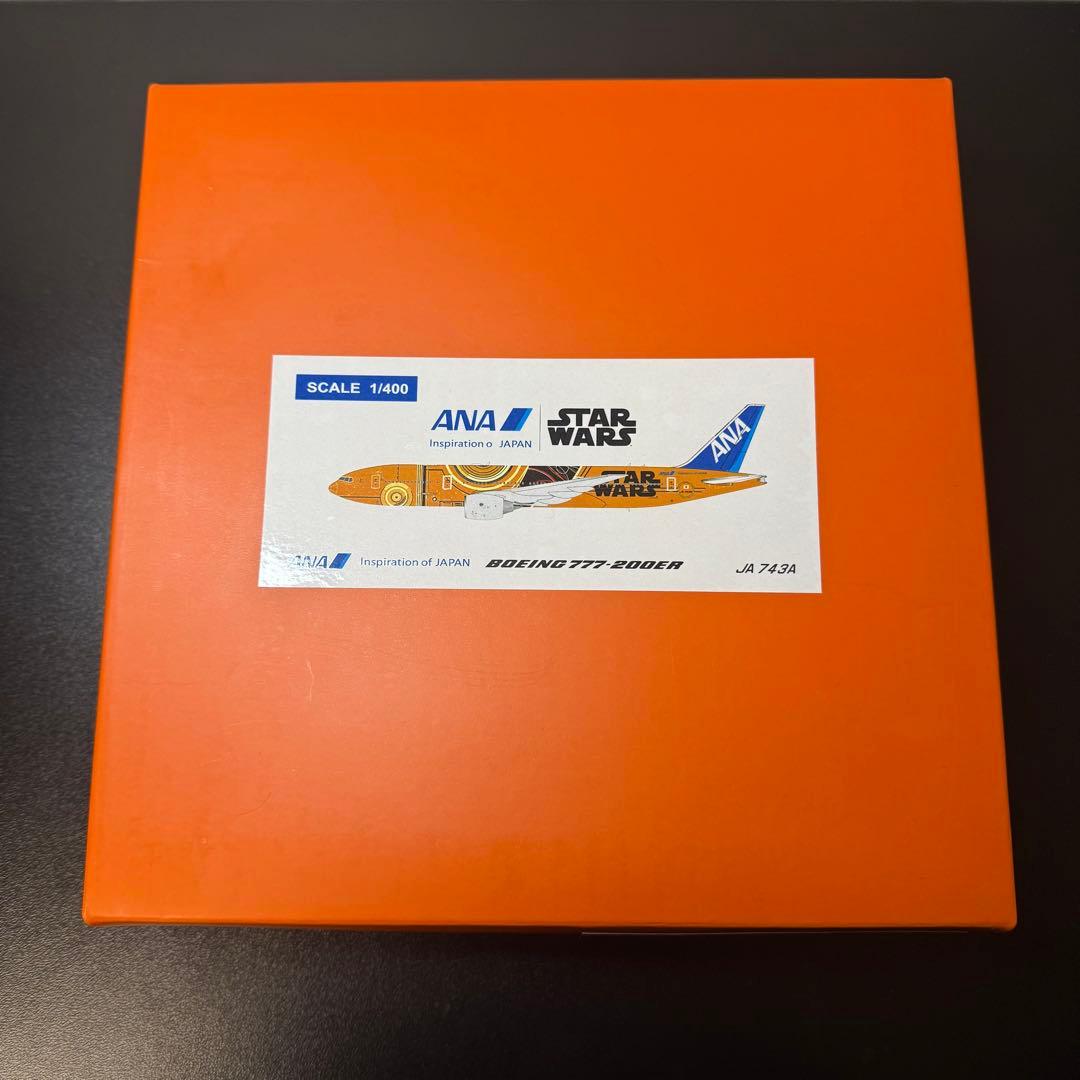 SCALE 1/400
ANA
STAR
WARS
Inspiration o JAPAN
ANA
STAR
WARS
ANA Inspiration of JAPAN BOEING 777-200ER JA 743A